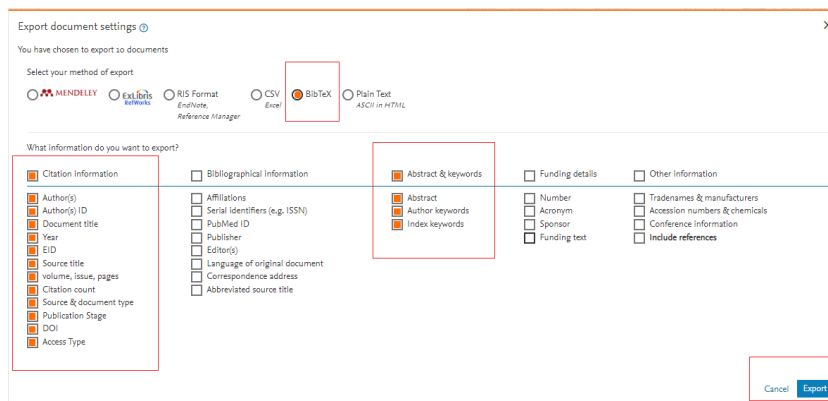 Export document settings ?
You have chosen to export 10 documents
Select your method of export
MENDELEY
ExLibris
RefWorks
RIS Format
EndNote,
Reference Manager
CSV
Excel
BibTeX
Plain Text
ASCII in HTML
What information do you want to export?
Citation information
Author(s)
Author(s) ID
Document title
Year
EID
Source title
volume, issue, pages
Citation count
Source & document type
Publication Stage
DOI
Access Type
Bibliographical information
Affiliations
Serial identifiers (e.g. ISSN)
PubMed ID
Publisher
Editor(s)
Language of original document
Correspondence address
Abbreviated source title
Abstract & keywords
Abstract
Author keywords
Index keywords
Funding details
Number
Acronym
Sponsor
Funding text
Other information
Tradenames & manufacturers
Accession numbers & chemicals
Conference information
Include references
Cancel
Export